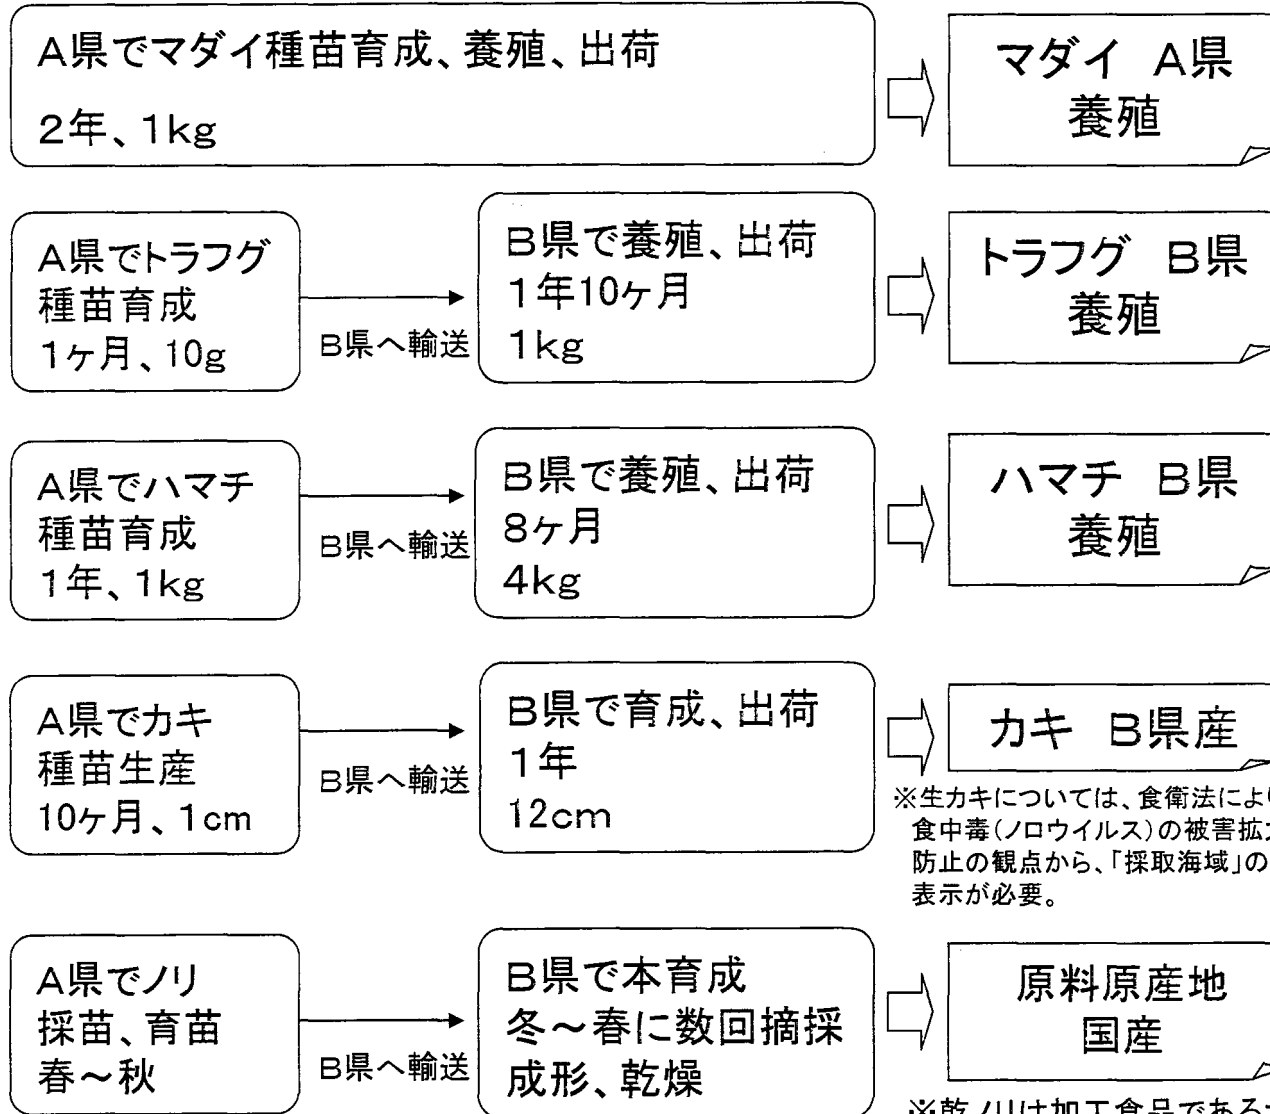 A県でマダイ種苗育成、養殖、出荷
2年、1kg
マダイ A県
養殖
A県でトラフグ
種苗育成
1ヶ月、10g
B県へ輸送
B県で養殖、出荷
1年10ヶ月
1kg
トラフグ B県
養殖
A県でハマチ
種苗育成
1年、1kg
B県へ輸送
B県で養殖、出荷
8ヶ月
4kg
ハマチ B県
養殖
A県でカキ
種苗生産
10ヶ月、1cm
B県へ輸送
B県で育成、出荷
1年
12cm
カキ B県産
※生カキについては、食衛法により
食中毒(ノロウイルス)の被害拡
防止の観点から、「採取海域」の
表示が必要。
A県でノリ
採苗、育苗
春～秋
B県へ輸送
B県で本育成
冬～春に数回摘採
成形、乾燥
原料原産地
国産
※乾ノリは加工食品である